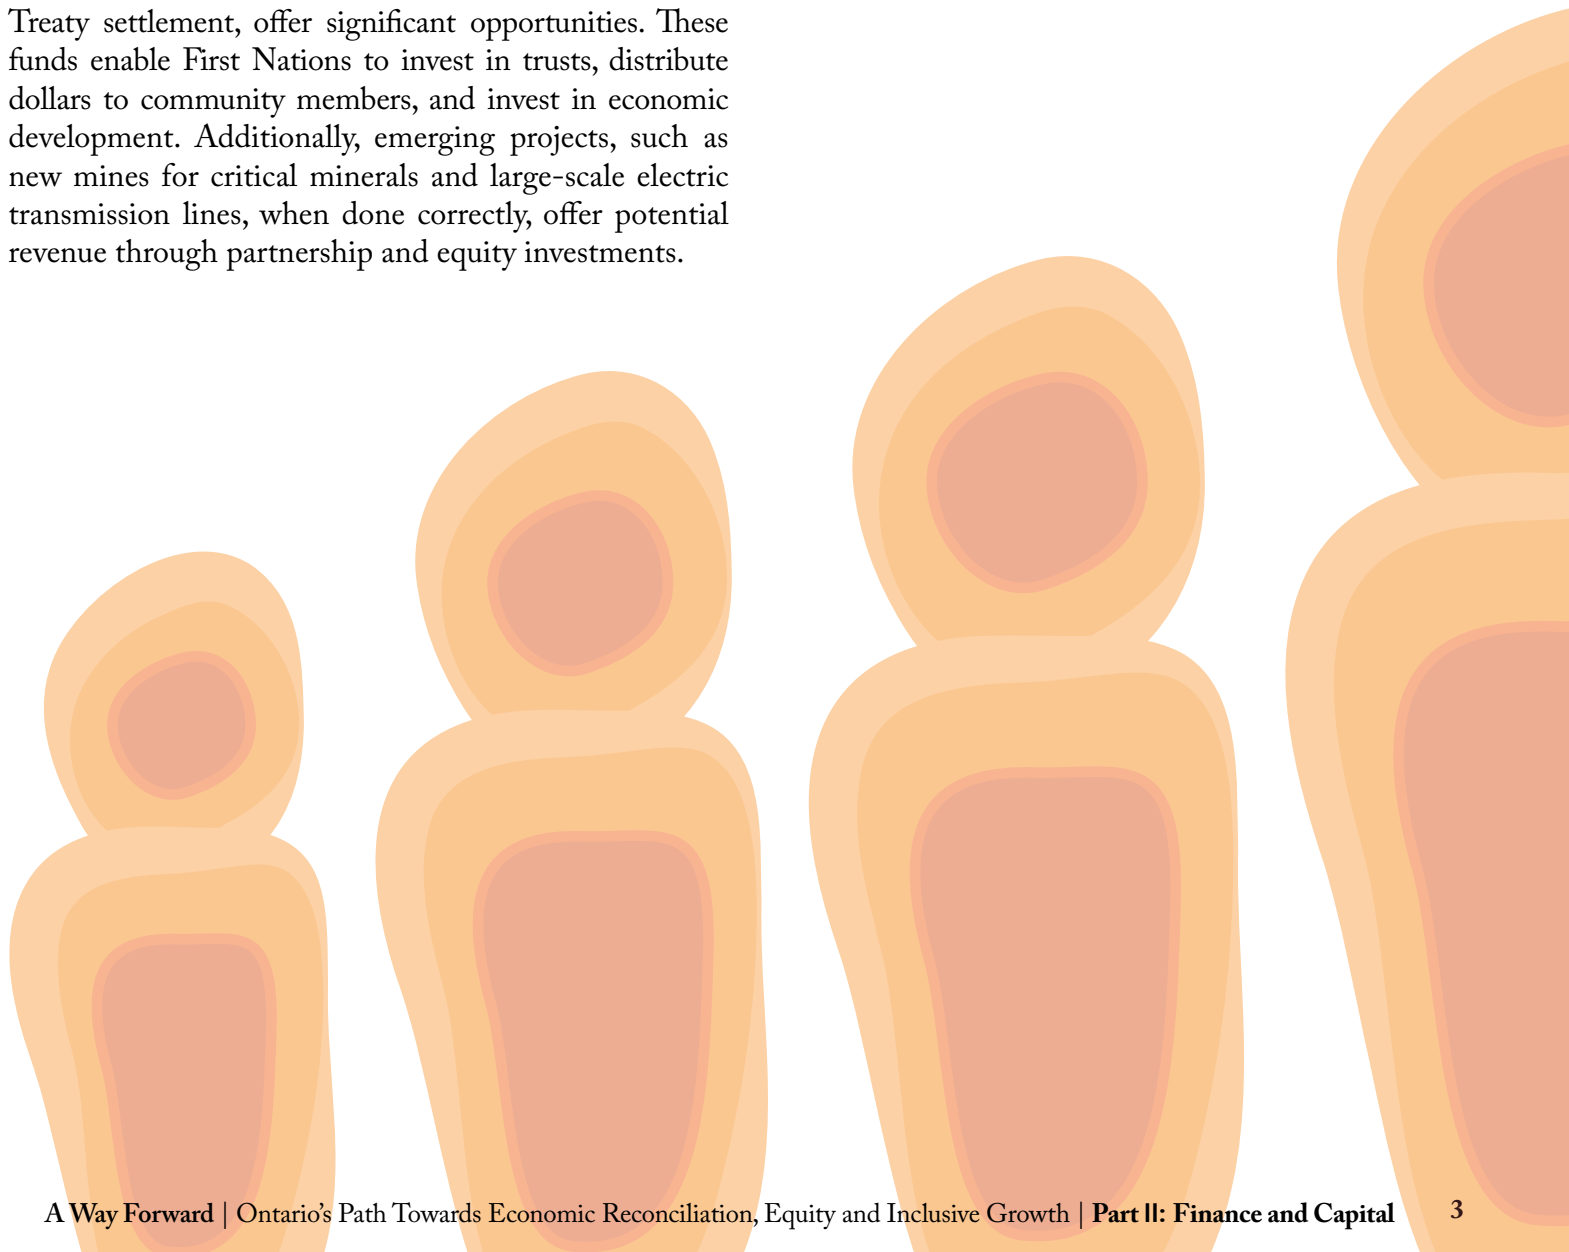 Treaty settlement, offer significant opportunities. These
funds enable First Nations to invest in trusts, distribute
dollars to community members, and invest in economic
development. Additionally, emerging projects, such as
new mines for critical minerals and large-scale electric
transmission lines, when done correctly, offer potential
revenue through partnership and equity investments.
A Way Forward | Ontario’s Path Towards Economic Reconciliation, Equity and Inclusive Growth | Part II: Finance and Capital 3